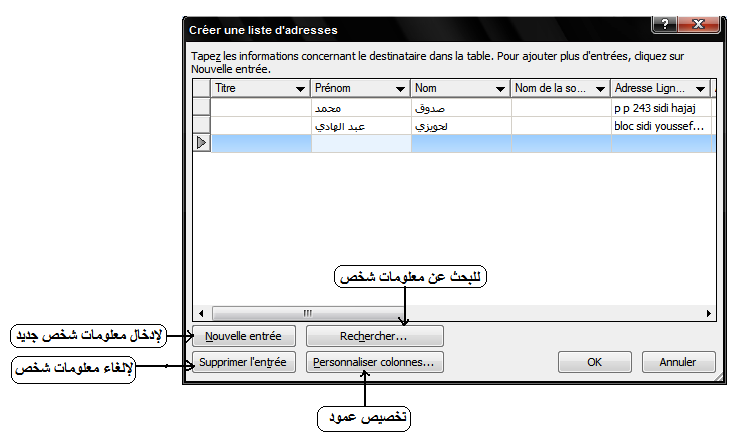 Créer une liste d'adresses
Tapez les informations concernant le destinataire dans la table. Pour ajouter plus d'entrées, cliquez sur
Nouvelle entrée.
Titre Prénom Nom Nom de la so... Adresse Lign...
محمد صدوق p p 243 sidi hajaj
عبد الهادي لحويزي bloc sidi youssef...
للبحث عن معلومات شخص
لإدخال معلومات شخص جديد
Nouvelle entrée Rechercher...
لإلغاء معلومات شخص
Supprimer l'entrée Personnaliser colonnes... OK Annuler
تخصيص عمود